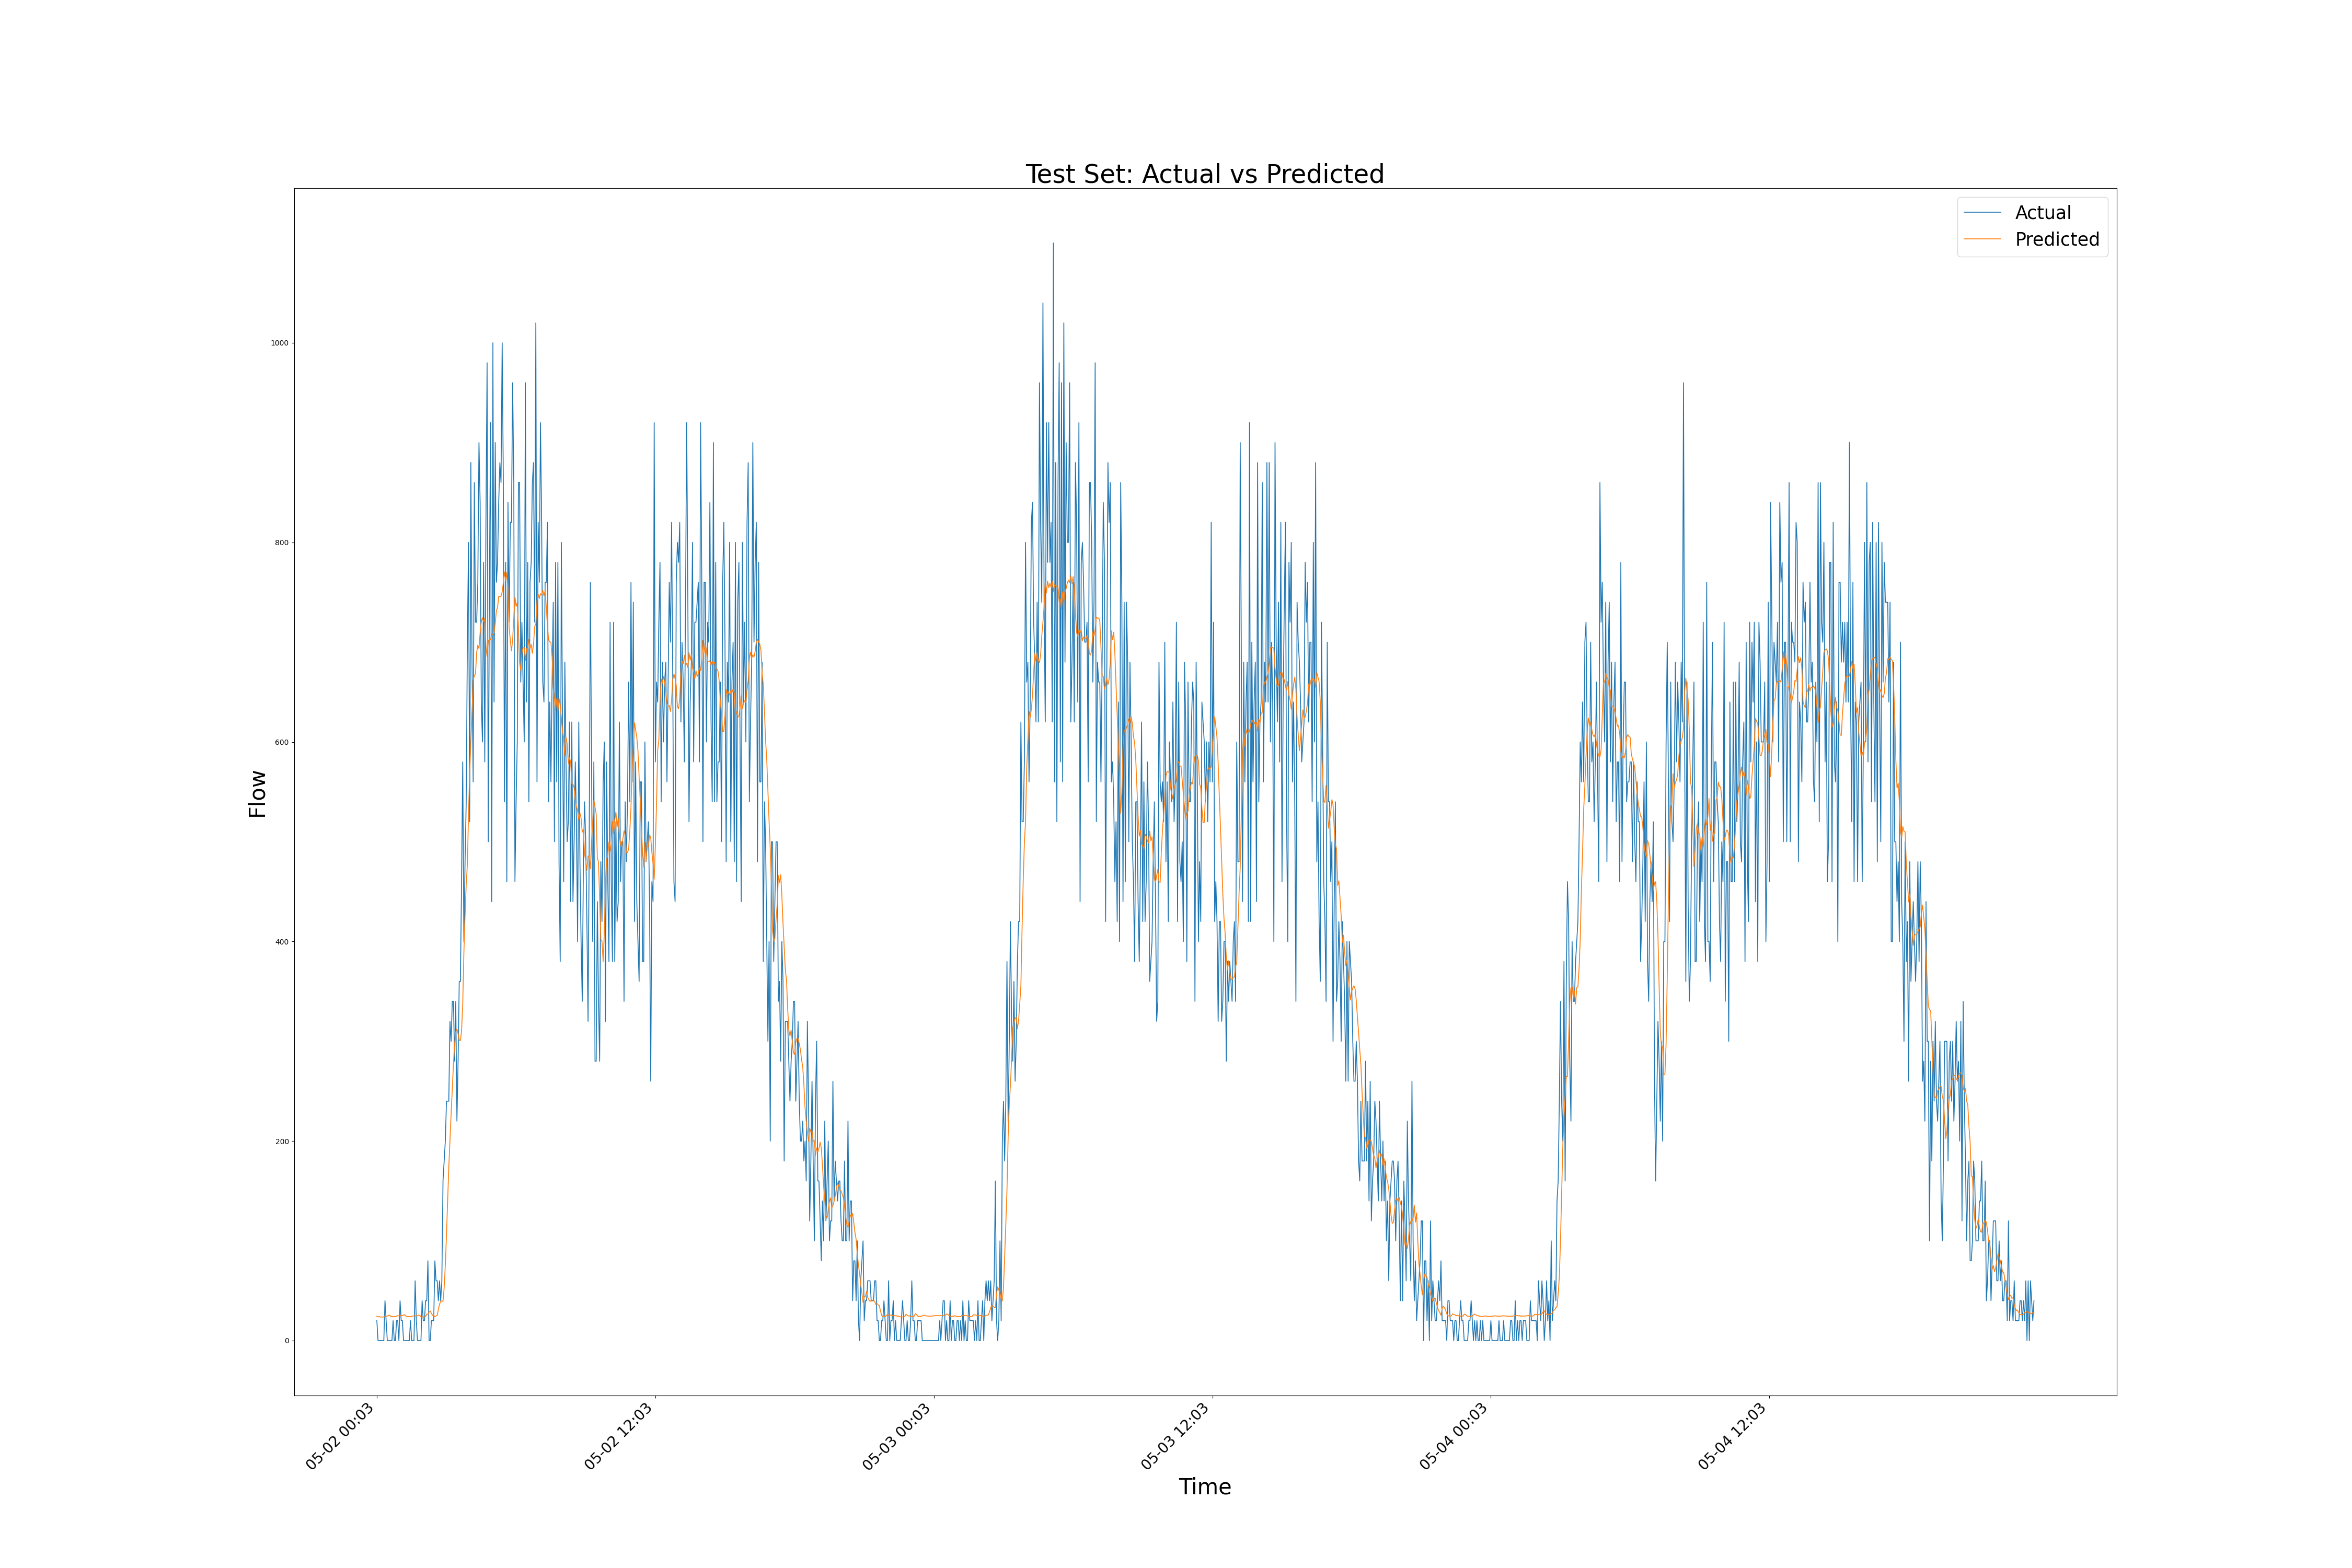 Test Set: Actual vs Predicted
Actual
Predicted
Flow
1000
800
600
400
200
0
05-02 00:03
05-02 12:03
05-03 00:03
05-03 12:03
05-04 00:03
05-04 12:03
Time